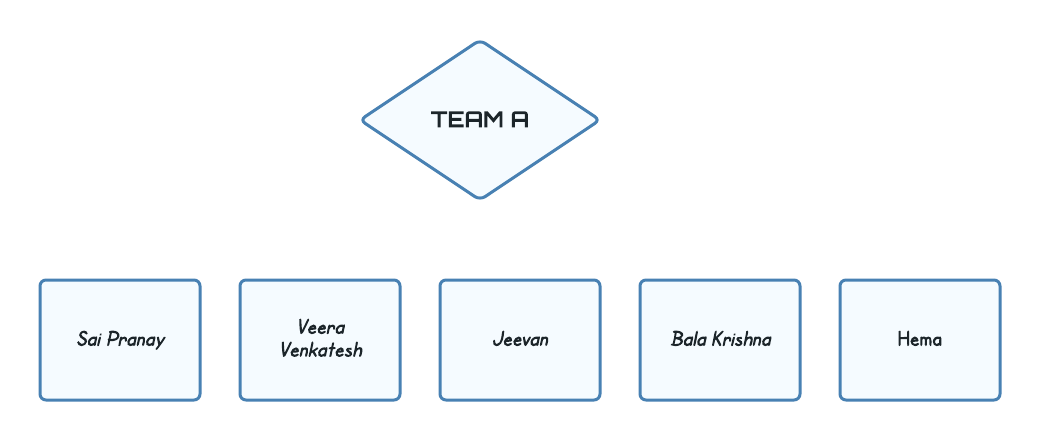 TEAM A
Sai Pranay
Veera
Venkatesh
Jeevan
Bala Krishna
Hema